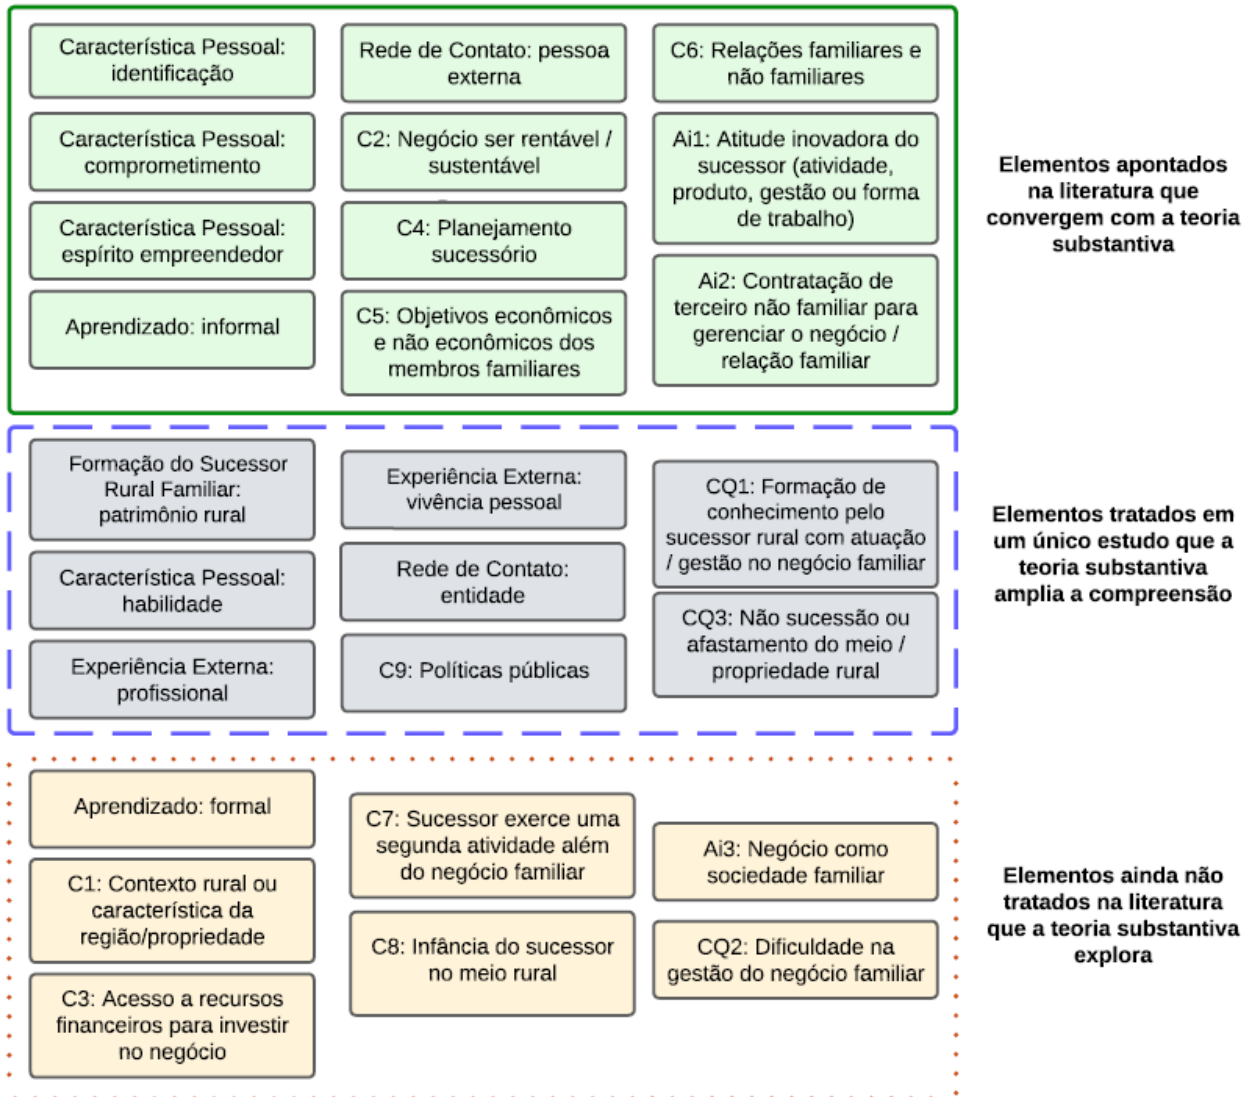 Característica Pessoal:
identificação
Característica Pessoal:
comprometimento
Característica Pessoal:
espírito empreendedor
Aprendizado: informal
Rede de Contato: pessoa
externa
C2: Negócio ser rentável /
sustentável
C4: Planejamento
sucessório
C5: Objetivos econômicos
e não econômicos dos
membros familiares
C6: Relações familiares e
não familiares
Ai1: Atitude inovadora do
sucessor (atividade,
produto, gestão ou forma
de trabalho)
Ai2: Contratação de
terceiro não familiar para
gerenciar o negócio /
relação familiar
Elementos apontados
na literatura que
convergem com a teoria
substantiva
Formação do Sucessor
Rural Familiar:
patrimônio rural
Característica Pessoal:
habilidade
Experiência Externa:
profissional
Experiência Externa:
vivência pessoal
Rede de Contato:
entidade
C9: Políticas públicas
CQ1: Formação de
conhecimento pelo
sucessor rural com atuação
/ gestão no negócio familiar
CQ3: Não sucessão ou
afastamento do meio /
propriedade rural
Elementos tratados em
um único estudo que a
teoria substantiva
amplia a compreensão
Aprendizado: formal
C1: Contexto rural ou
característica da
região/propriedade
C3: Acesso a recursos
financeiros para investir
no negócio
C7: Sucessor exerce uma
segunda atividade além
do negócio familiar
C8: Infância do sucessor
no meio rural
Ai3: Negócio como
sociedade familiar
CQ2: Dificuldade na
gestão do negócio familiar
Elementos ainda não
tratados na literatura
que a teoria substantiva
explora